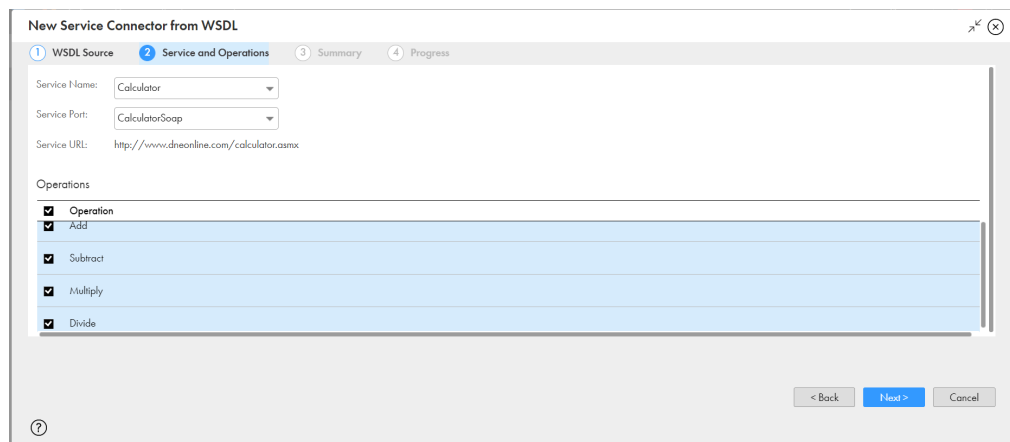 New Service Connector from WSDL
1 WSDL Source 2 Service and Operations 3 Summary 4 Progress
Service Name: Calculator
Service Port: CalculatorSoap
Service URL: http://www.dneonline.com/calculator.asmx
Operations
Operation
Add
Subtract
Multiply
Divide
< Back Next > Cancel
?